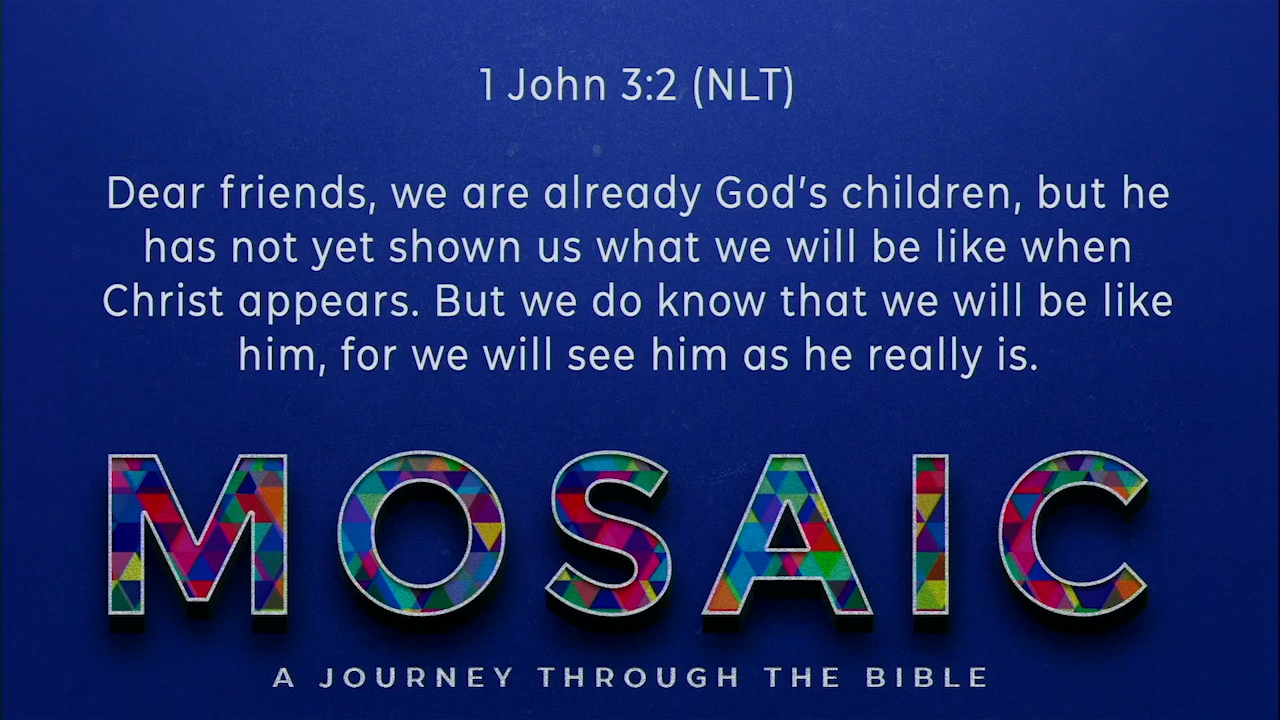 1 John 3:2 (NLT)
Dear friends, we are already God’s children, but he
has not yet shown us what we will be like when
Christ appears. But we do know that we will be like
him, for we will see him as he really is.
MOSAIC
A JOURNEY THROUGH THE BIBLE